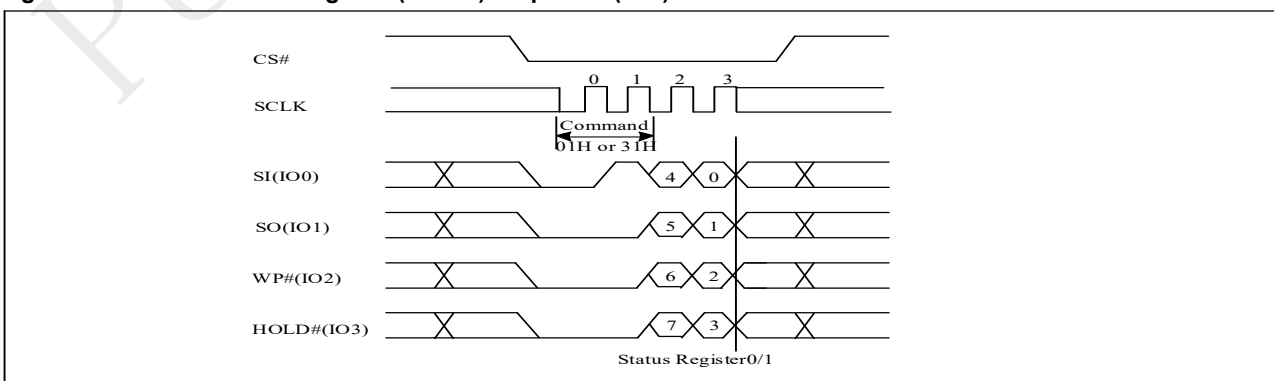 CS#
0 1 2 3
SCLK
Command
01H or 31H
SI(IO0)
4 0
SO(IO1)
5 1
WP#(IO2)
6 2
HOLD#(IO3)
7 3
Status Register0/1